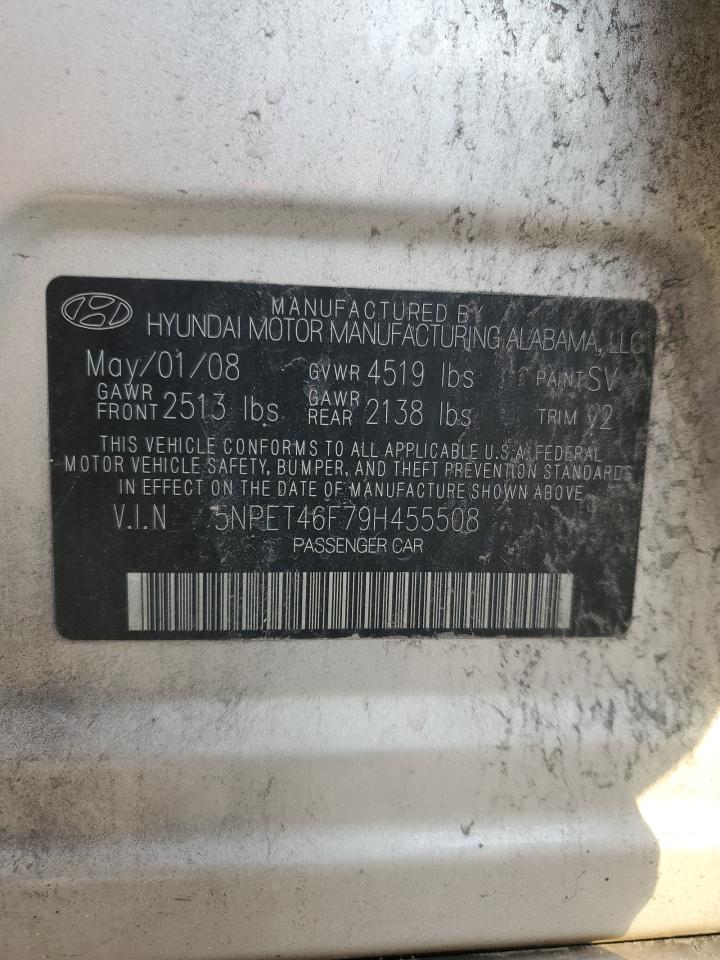 MANUFACTURED BY
HYUNDAI MOTOR MANUFACTURING ALABAMA, LLC
May/01/08 GVWR 4519 lbs PAINT SV
GAWR FRONT 2513 lbs GAWR REAR 2138 lbs TRIM V2
THIS VEHICLE CONFORMS TO ALL APPLICABLE U.S.A. FEDERAL
MOTOR VEHICLE SAFETY, BUMPER, AND THEFT PREVENTION STANDARDS
IN EFFECT ON THE DATE OF MANUFACTURE SHOWN ABOVE
V.I.N 5NPET46F79H455508
PASSENGER CAR